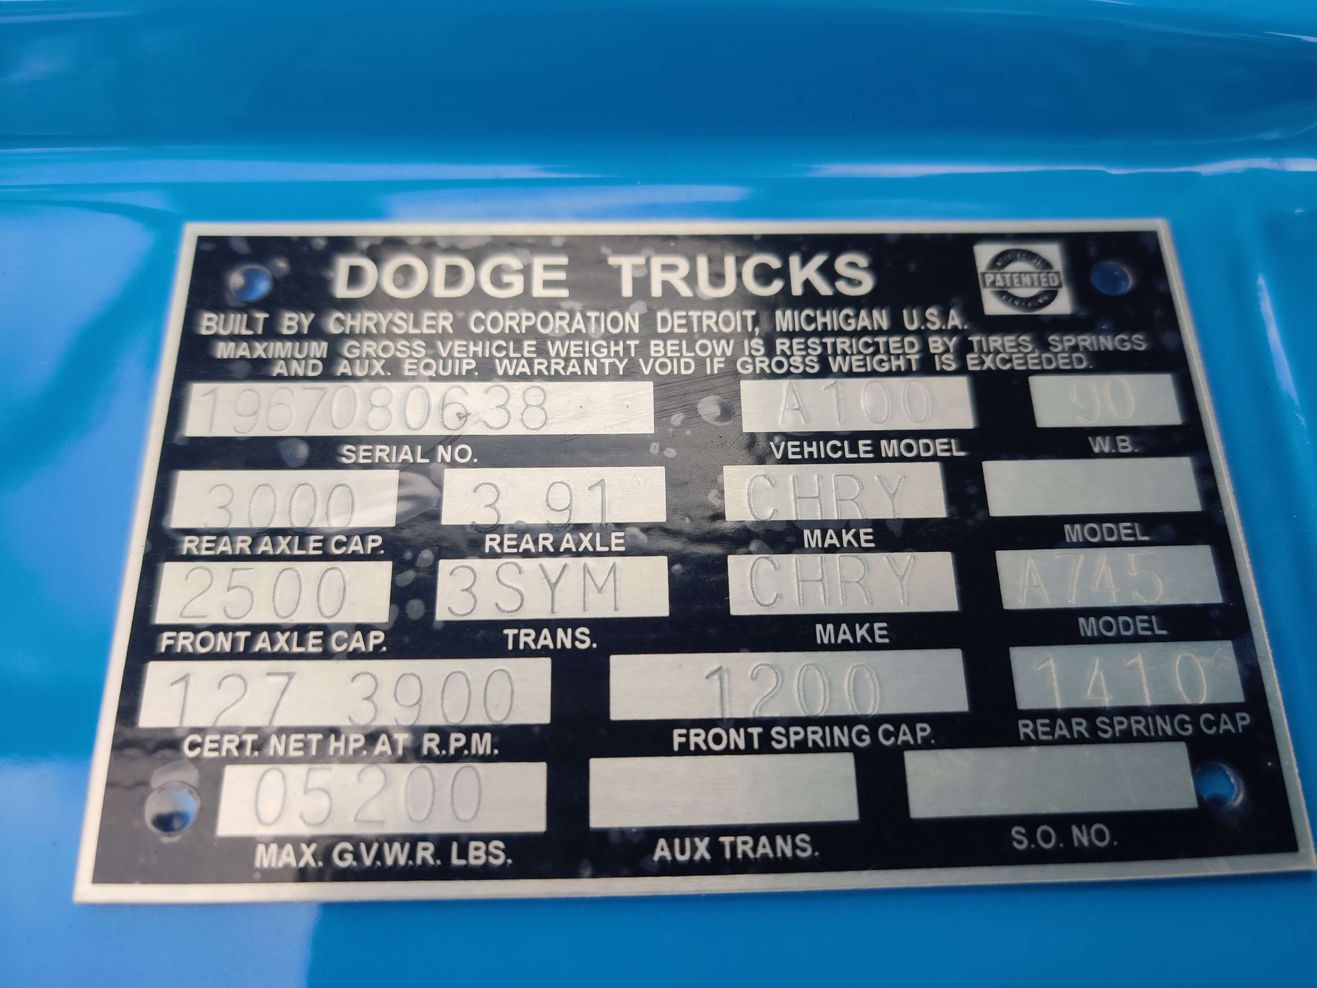 DODGE TRUCKS
PATENTED
BUILT BY CHRYSLER CORPORATION DETROIT, MICHIGAN U.S.A.
MAXIMUM GROSS VEHICLE WEIGHT BELOW IS RESTRICTED BY TIRES, SPRINGS
AND AUX. EQUIP. WARRANTY VOID IF GROSS WEIGHT IS EXCEEDED.
1967080638 A100 90
SERIAL NO. VEHICLE MODEL W.B.
3000 3.91 CHRY
REAR AXLE CAP. REAR AXLE MAKE MODEL
2500 3SYM CHRY A745
FRONT AXLE CAP. TRANS. MAKE MODEL
127 3900 1200 1410
CERT. NET HP. AT R.P.M. FRONT SPRING CAP. REAR SPRING CAP
05200
MAX. G.V.W.R. LBS. AUX TRANS. S.O. NO.